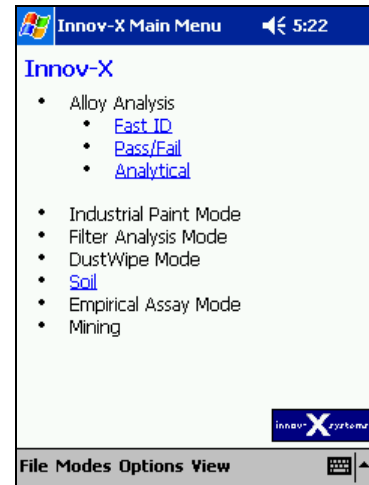 Innov-X Main Menu 5:22
Innov-X
• Alloy Analysis
• Fast ID
• Pass/Fail
• Analytical
• Industrial Paint Mode
• Filter Analysis Mode
• DustWipe Mode
• Soil
• Empirical Assay Mode
• Mining
innov-X systems
File Modes Options View